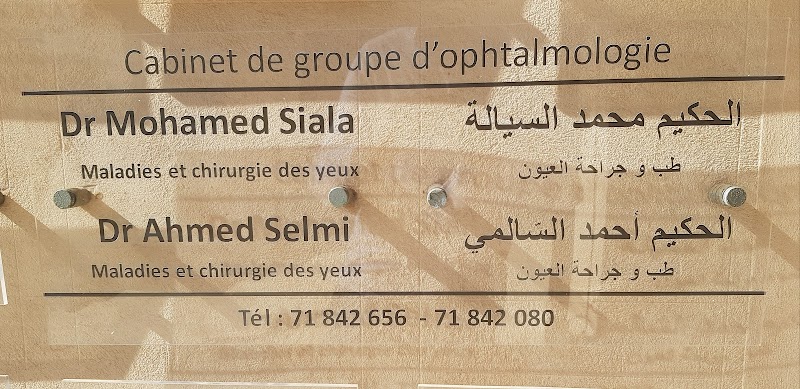 Cabinet de groupe d'ophtalmologie
Dr Mohamed Siala
الحكيم محمد السيالة
Maladies et chirurgie des yeux
طب و جراحة العيون
Dr Ahmed Selmi
الحكيم أحمد السّالمي
Maladies et chirurgie des yeux
طب و جراحة العيون
Tél : 71 842 656 - 71 842 080